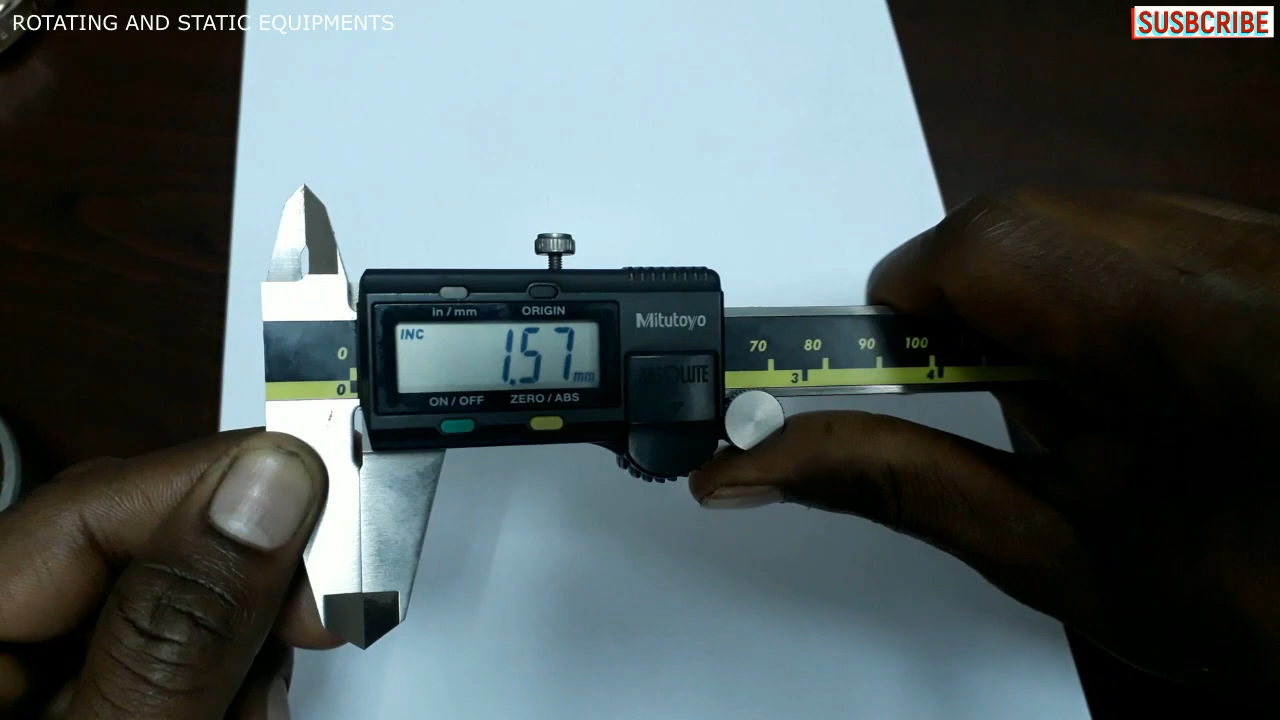 ROTATING AND STATIC EQUIPMENTS
SUSBCRIBE
in / mm ORIGIN
Mitutoyo
INC 1.57 mm
ABSOLUTE
ON / OFF ZERO / ABS
0
0
70 80 90 100
3 4